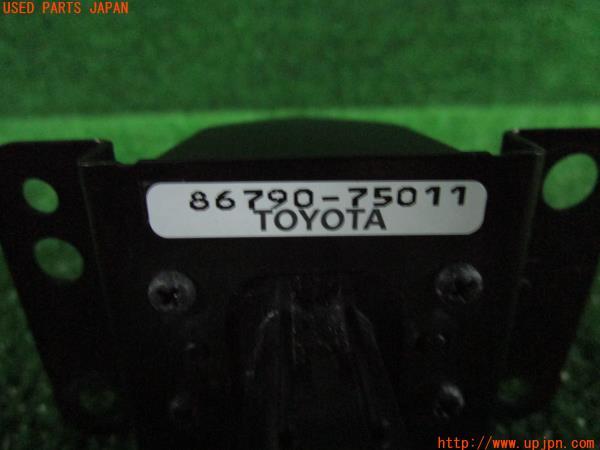 USED PARTS JAPAN
86790-75011
TOYOTA
http://www.upjpn.com/